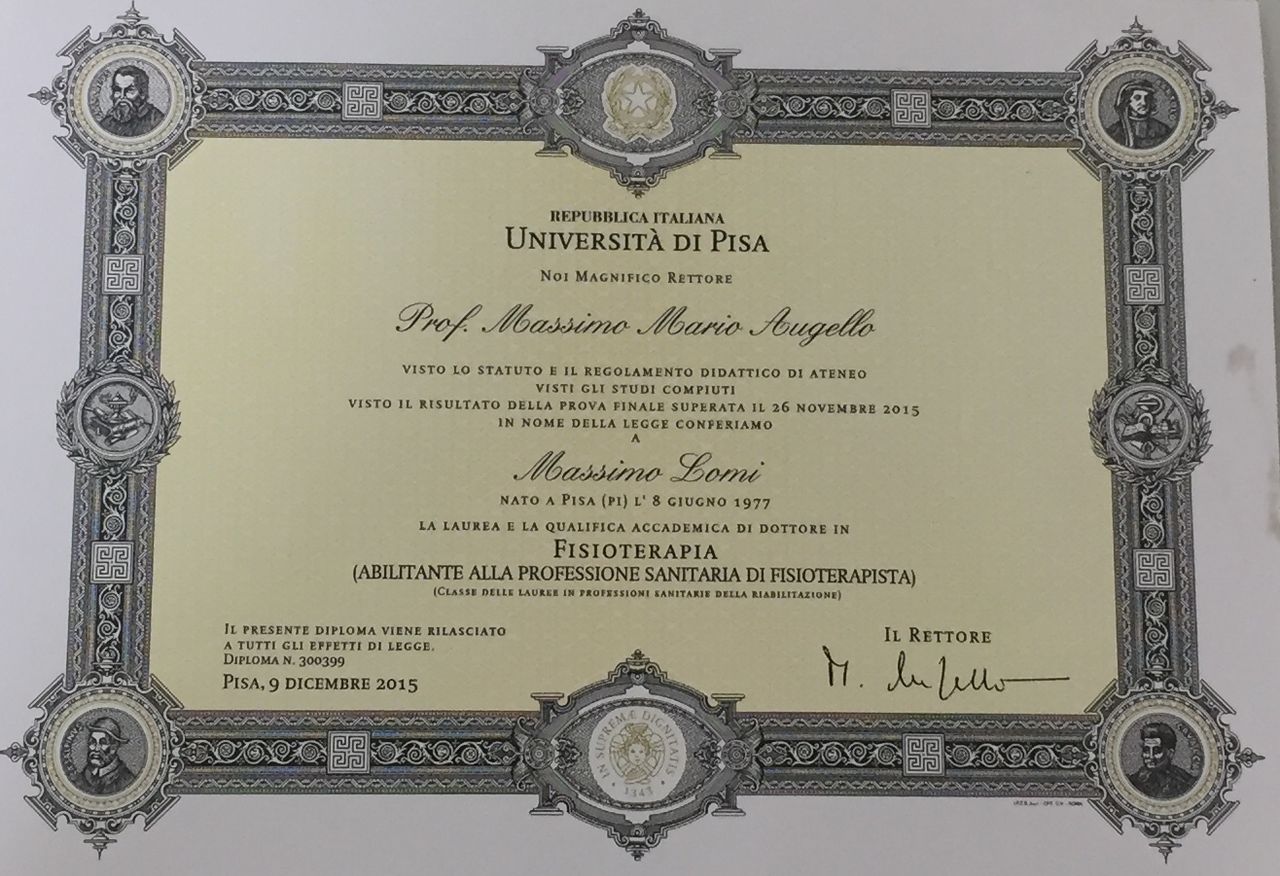 REPUBBLICA ITALIANA
UNIVERSITÀ DI PISA
NOI MAGNIFICO RETTORE
Prof. Massimo Mario Augello
VISTO LO STATUTO E IL REGOLAMENTO DIDATTICO DI ATENEO
VISTI GLI STUDI COMPIUTI
VISTO IL RISULTATO DELLA PROVA FINALE SUPERATA IL 26 NOVEMBRE 2015
IN NOME DELLA LEGGE CONFERIAMO
A
Massimo Lomi
NATO A PISA (PI) L' 8 GIUGNO 1977
LA LAUREA E LA QUALIFICA ACCADEMICA DI DOTTORE IN
FISIOTERAPIA
(ABILITANTE ALLA PROFESSIONE SANITARIA DI FISIOTERAPISTA)
(CLASSE DELLE LAUREE IN PROFESSIONI SANITARIE DELLA RIABILITAZIONE)
IL PRESENTE DIPLOMA VIENE RILASCIATO
A TUTTI GLI EFFETTI DI LEGGE.
DIPLOMA N. 300399
PISA, 9 DICEMBRE 2015
IL RETTORE
IN SUPREMÆ DIGNITATIS
1343